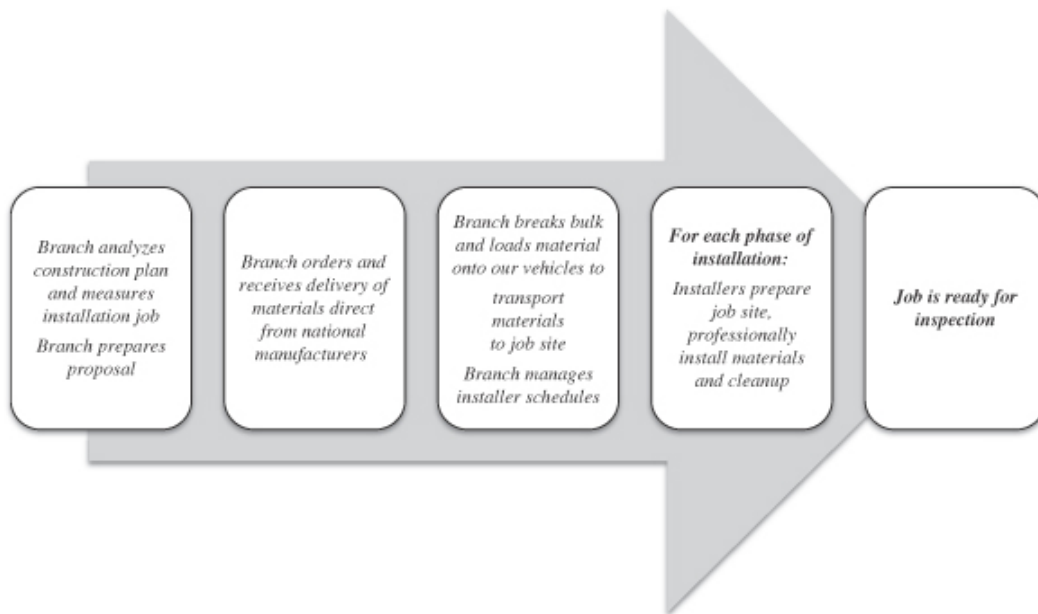 Branch analyzes
construction plan
and measures
installation job
Branch prepares
proposal
Branch orders and
receives delivery of
materials direct
from national
manufacturers
Branch breaks bulk
and loads material
onto our vehicles to
transport
materials
to job site
Branch manages
installer schedules
For each phase of
installation:
Installers prepare
job site,
professionally
install materials
and cleanup
Job is ready for
inspection